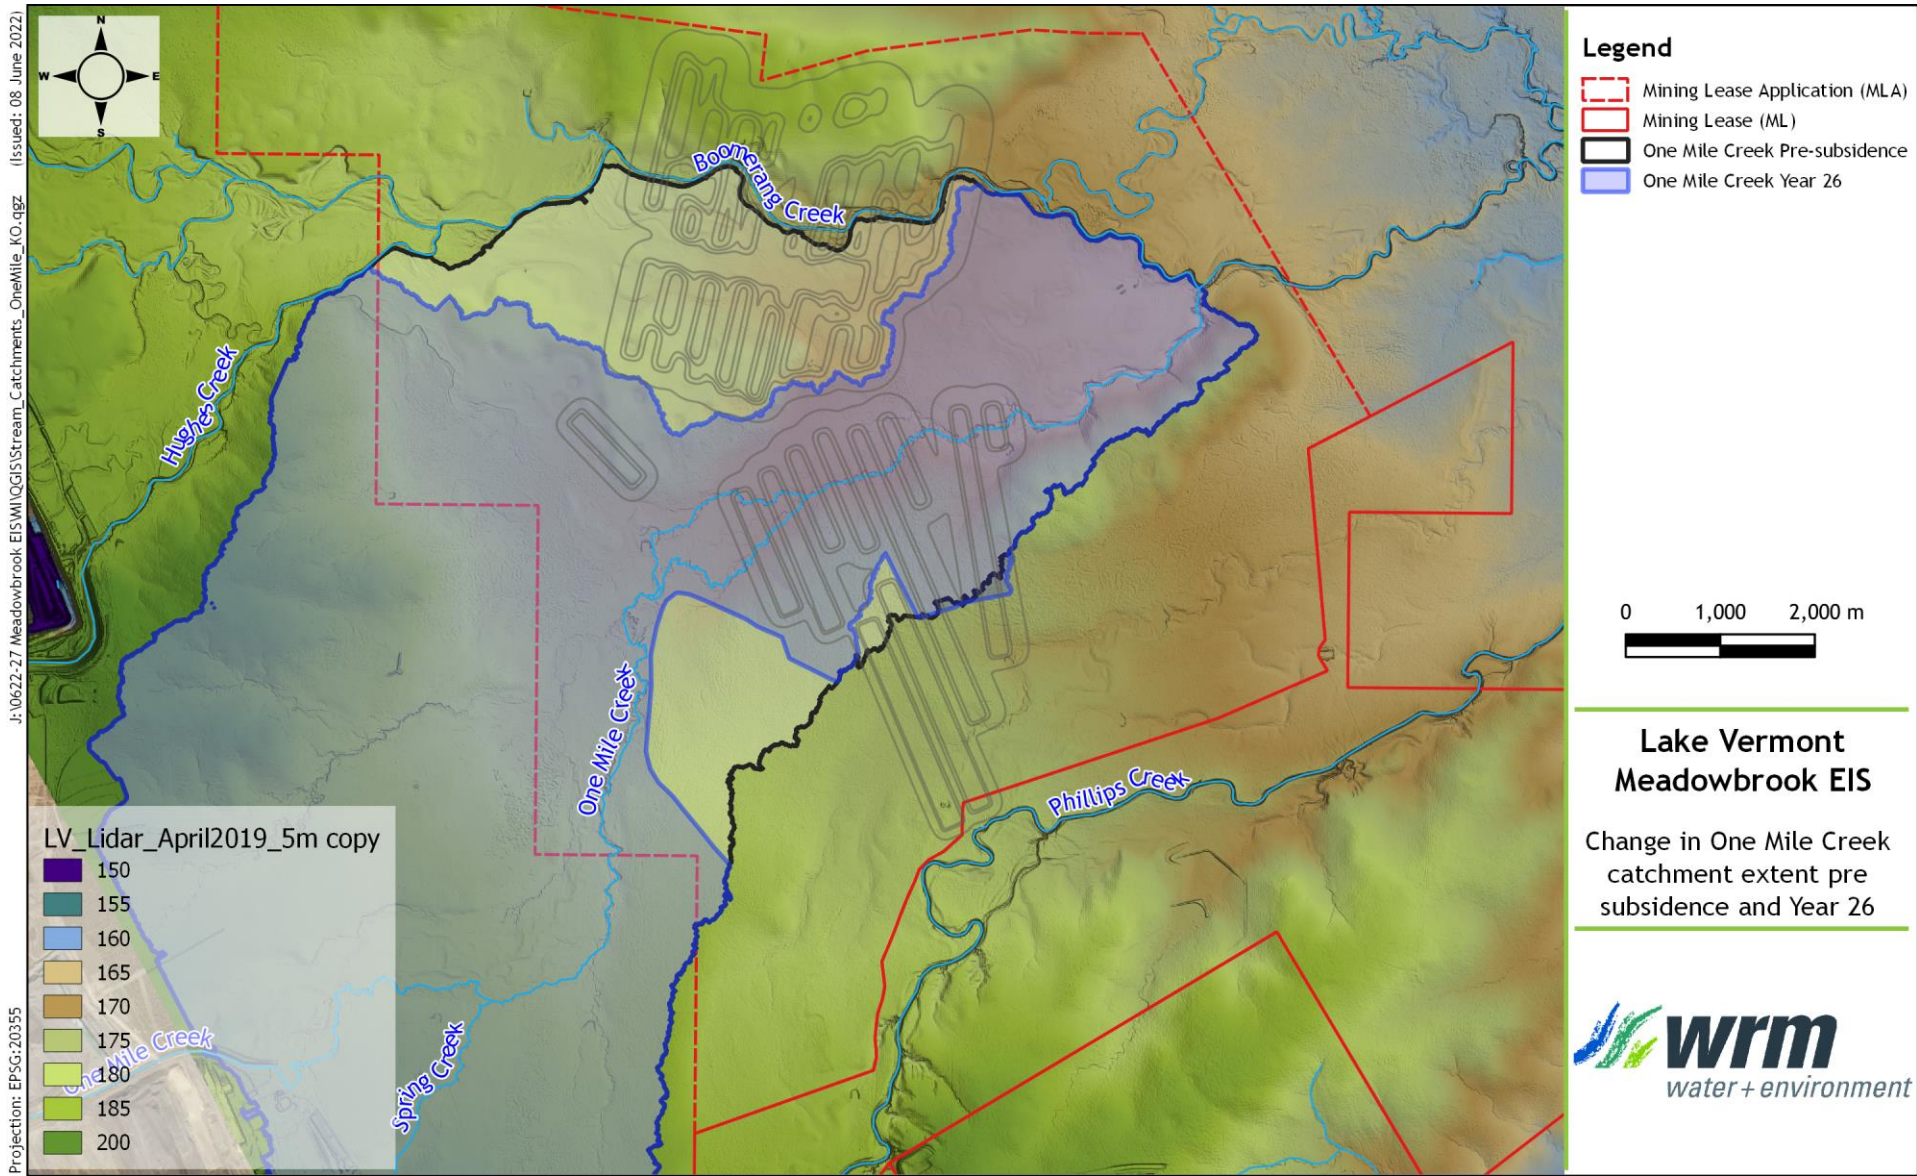 (Issued: 08 June 2022)
J:\0622-27 Meadowbrook EIS\WI\QGIS\Stream_Catchments_OneMile_KO.qgz
Projection: EPSG:20355
N
W
E
S
Boomerang Creek
Hughes Creek
One Mile Creek
Phillips Creek
One Mile Creek
Spring Creek
LV_Lidar_April2019_5m copy
150
155
160
165
170
175
180
185
200
Legend
Mining Lease Application (MLA)
Mining Lease (ML)
One Mile Creek Pre-subsidence
One Mile Creek Year 26
0 1,000 2,000 m
Lake Vermont
Meadowbrook EIS
Change in One Mile Creek
catchment extent pre
subsidence and Year 26
wrm
water+environment